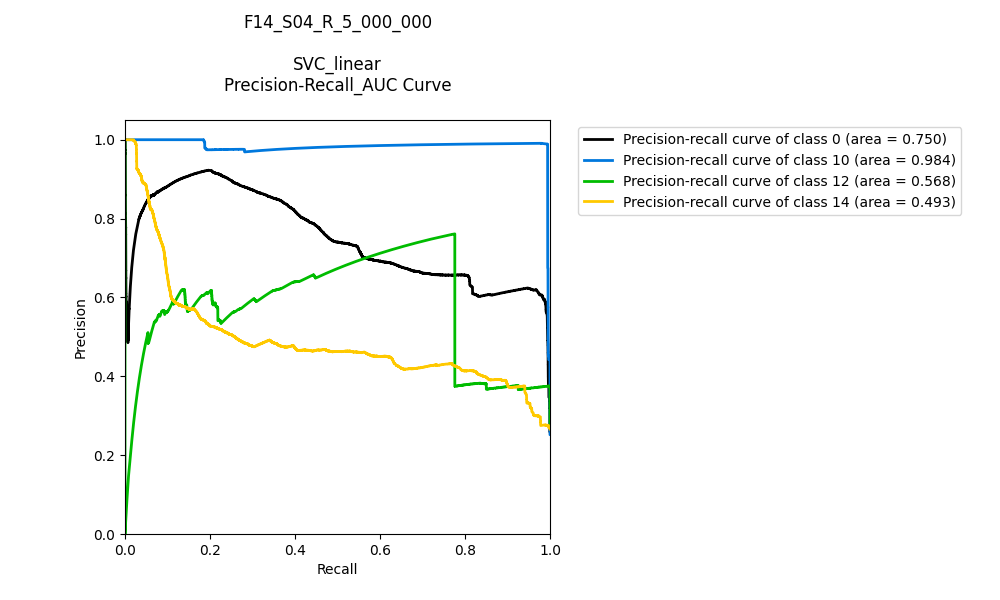 F14_S04_R_5_000_000
SVC_linear
Precision-Recall_AUC Curve
Precision-recall curve of class 0 (area = 0.750)
Precision-recall curve of class 10 (area = 0.984)
Precision-recall curve of class 12 (area = 0.568)
Precision-recall curve of class 14 (area = 0.493)
Precision
1.0
0.8
0.6
0.4
0.2
0.0
0.0 0.2 0.4 0.6 0.8 1.0
Recall